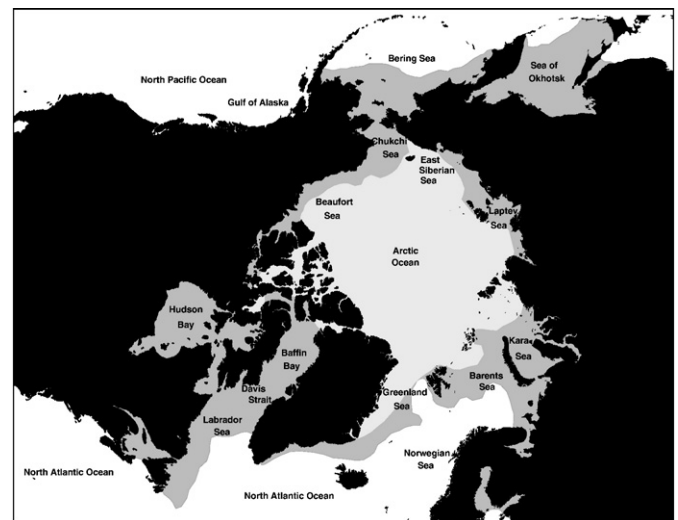 Bering Sea
Sea of
Okhotsk
North Pacific Ocean
Gulf of Alaska
Chukchi
Sea
East
Siberian
Sea
Beaufort
Sea
Laptev
Sea
Arctic
Ocean
Hudson
Bay
Kara
Sea
Baffin
Bay
Barents
Sea
Davis
Strait
Greenland
Sea
Labrador
Sea
Norwegian
Sea
North Atlantic Ocean
North Atlantic Ocean